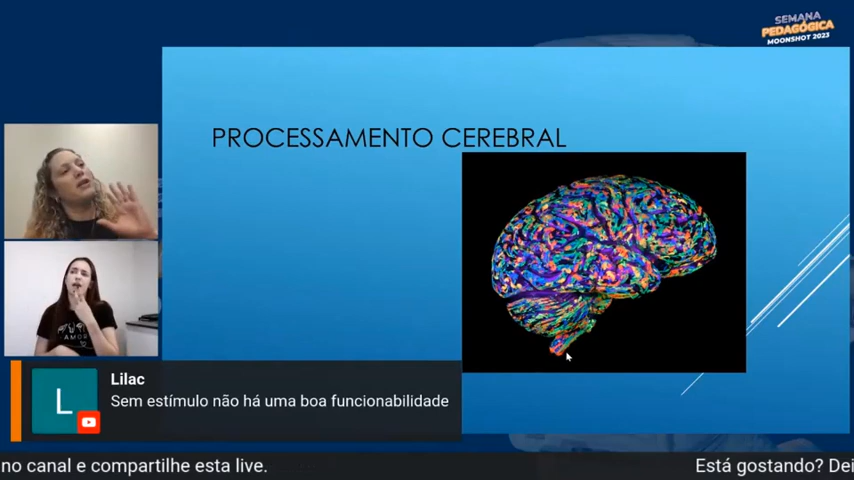 SEMANA
PEDAGÓGICA
MOONSHOT 2023
PROCESSAMENTO CEREBRAL
AMOR
L
Lilac
Sem estímulo não há uma boa funcionabilidade
no canal e compartilhe esta live.
Está gostando? Dei